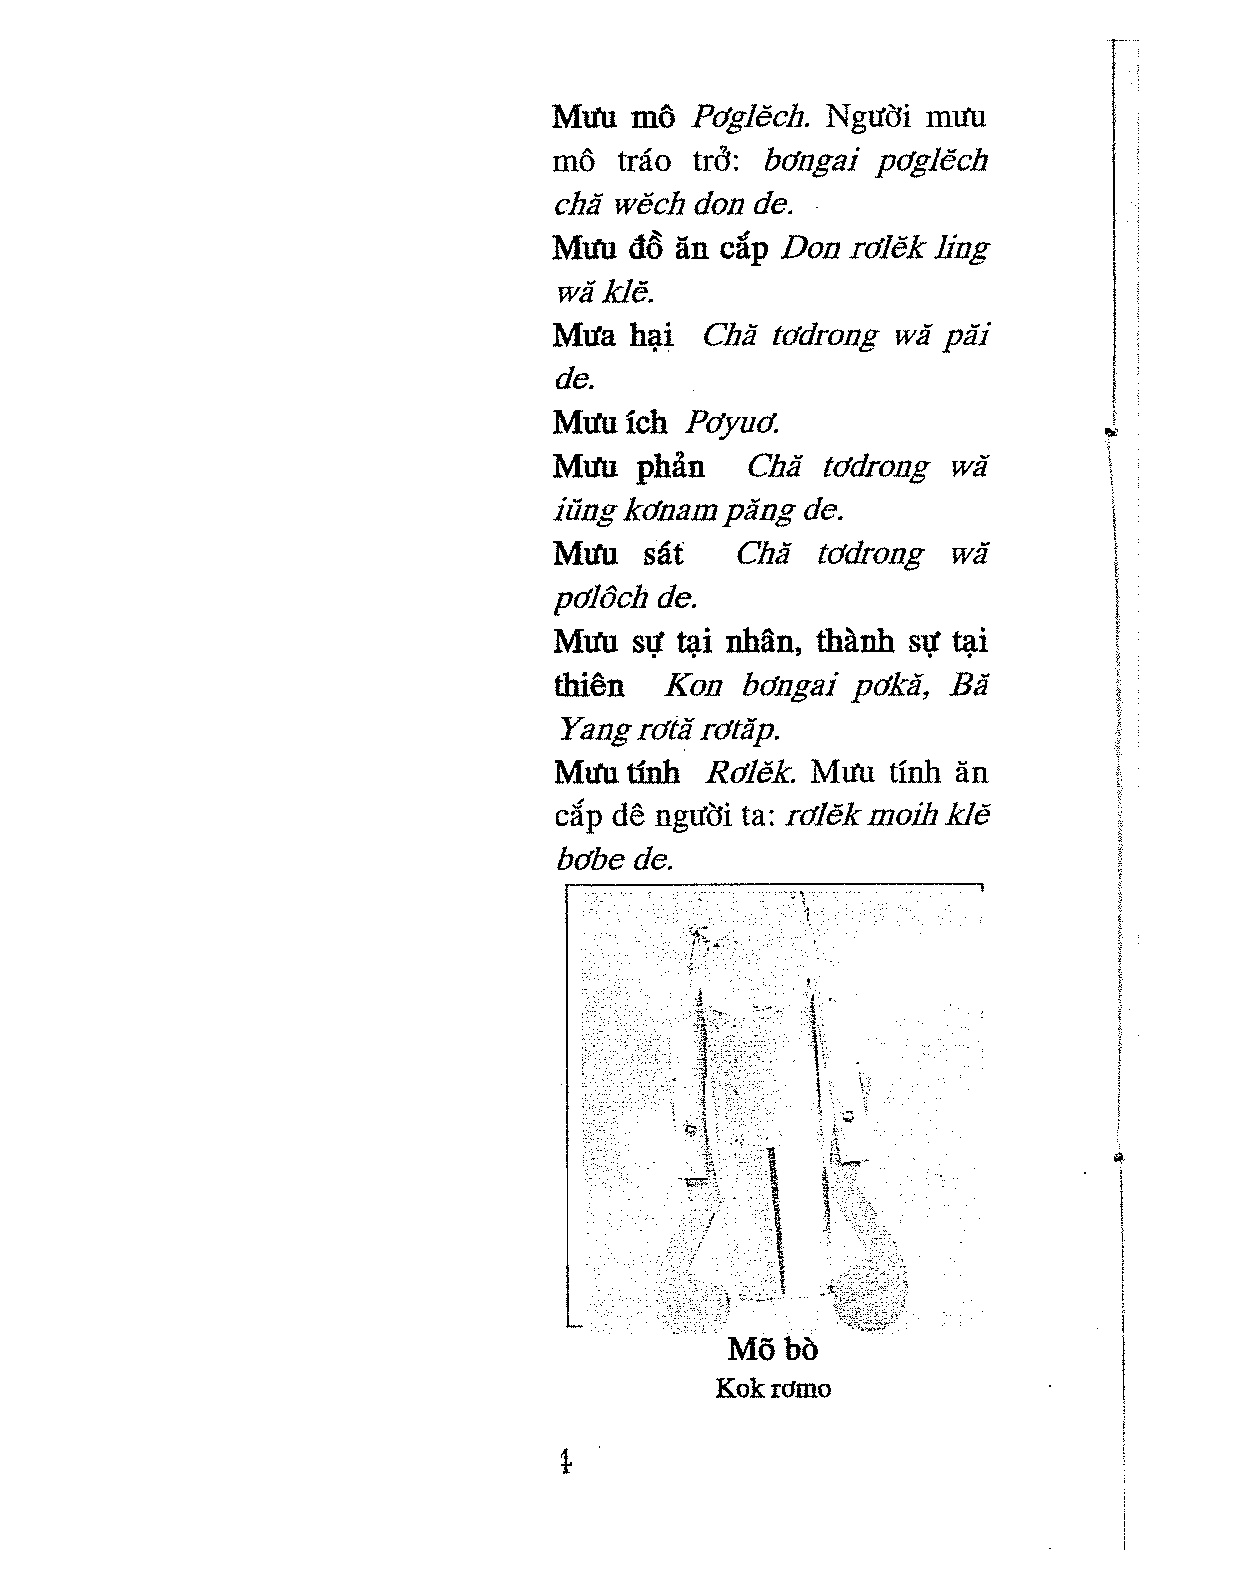 Mưu mô Pơglĕch. Người mưu
mô tráo trở: bơngai pơglĕch
chă wĕch don de.
Mưu đồ ăn cắp Don rơlĕk ling
wă klĕ.
Mưa hại Chă tơdrong wă păi
de.
Mưu ích Pơyuơ.
Mưu phản Chă tơdrong wă
iŭng kơnam păng de.
Mưu sát Chă tơdrong wă
pơlôch de.
Mưu sự tại nhân, thành sự tại
thiên Kon bơngai pơkă, Bă
Yang rơtă rơtăp.
Mưu tính Rơlĕk. Mưu tính ăn
cắp dê người ta: rơlĕk moih klĕ
bơbe de.
Mõ bò
Kok rơmo